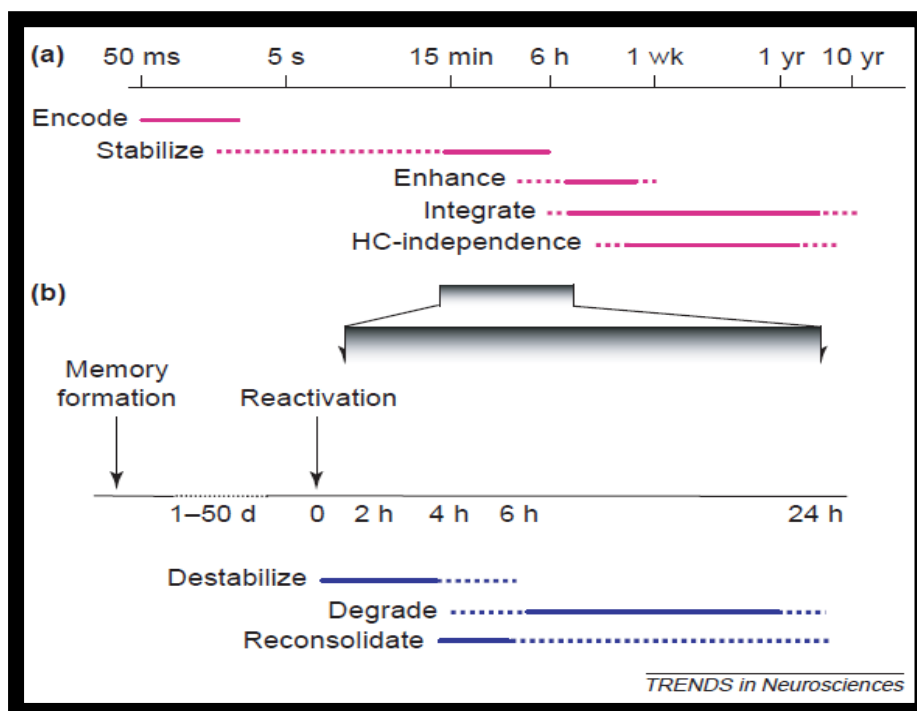 (a) 50 ms 5 s 15 min 6 h 1 wk 1 yr 10 yr
Encode
Stabilize
Enhance
Integrate
HC-independence
(b)
Memory
formation
Reactivation
1–50 d 0 2 h 4 h 6 h 24 h
Destabilize
Degrade
Reconsolidate
TRENDS in Neurosciences